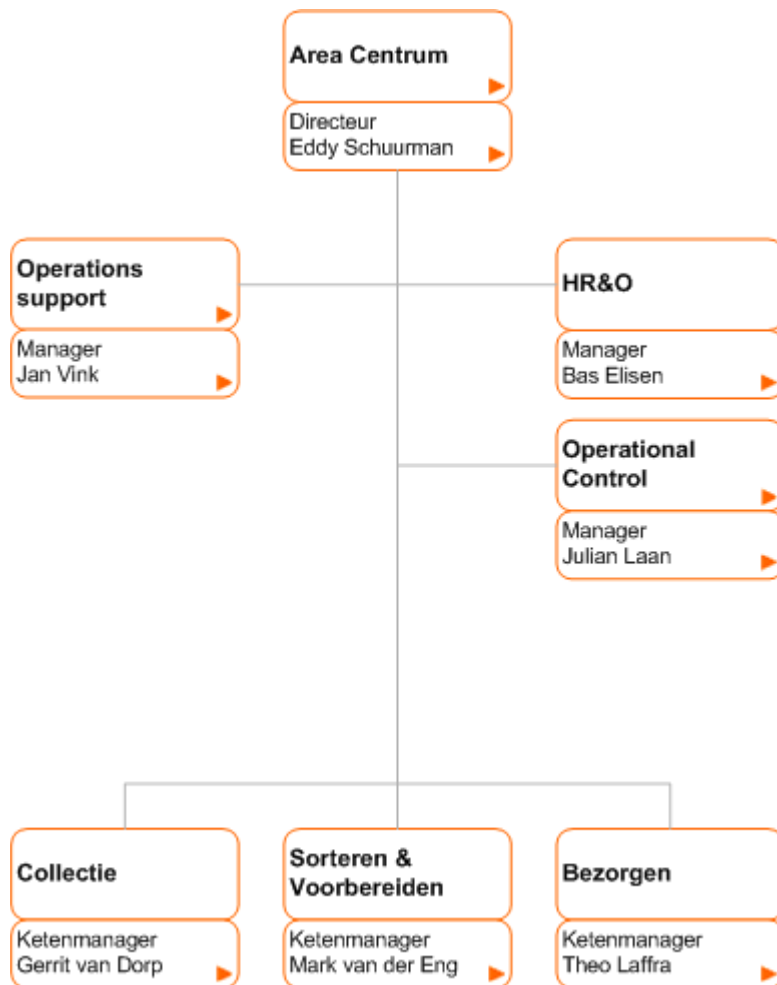 Area Centrum
Directeur
Eddy Schuurman
Operations
support
Manager
Jan Vink
HR&O
Manager
Bas Elisen
Operational
Control
Manager
Julian Laan
Collectie
Ketenmanager
Gerrit van Dorp
Sorteren &
Voorbereiden
Ketenmanager
Mark van der Eng
Bezorgen
Ketenmanager
Theo Laffra